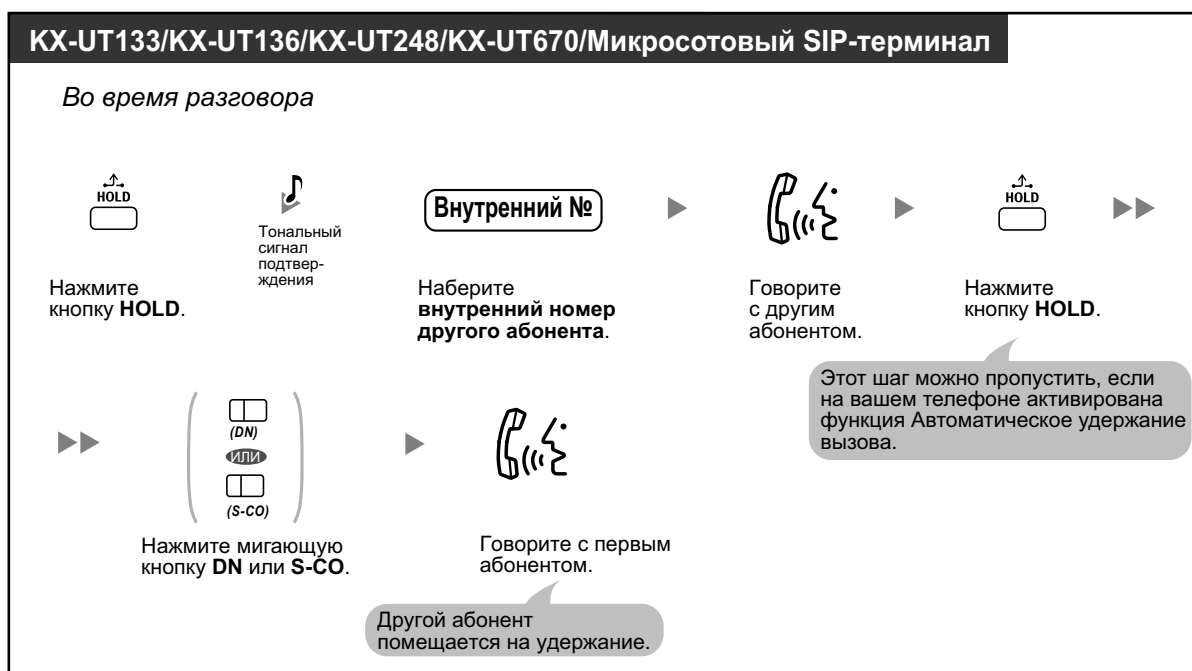 KX-UT133/KX-UT136/KX-UT248/KX-UT670/Микросотовый SIP-терминал
Во время разговора
HOLD
Нажмите
кнопку HOLD.
Тональный
сигнал
подтвер-
ждения
Внутренний №
Наберите
внутренний номер
другого абонента.
Говорите
с другим
абонентом.
HOLD
Нажмите
кнопку HOLD.
Этот шаг можно пропустить, если
на вашем телефоне активирована
функция Автоматическое удержание
вызова.
(DN)
ИЛИ
(S-CO)
Нажмите мигающую
кнопку DN или S-CO.
Говорите с первым
абонентом.
Другой абонент
помещается на удержание.